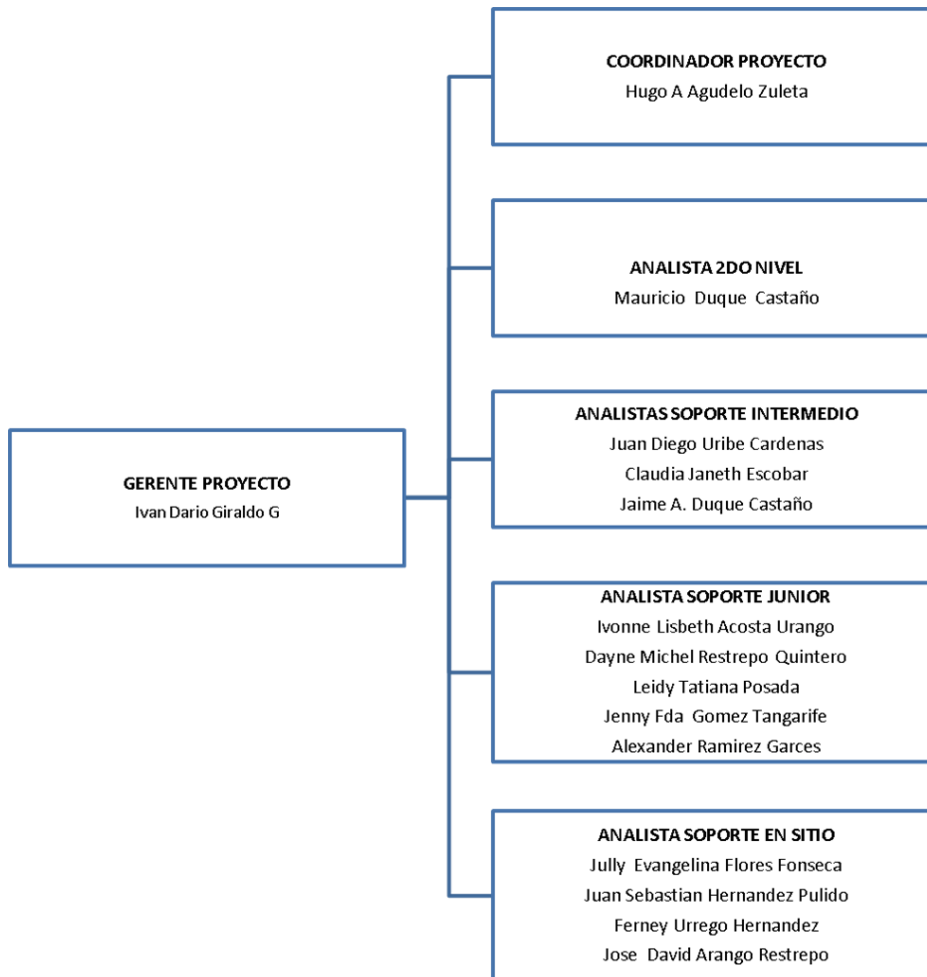 COORDINADOR PROYECTO
Hugo A Agudelo Zuleta
ANALISTA 2DO NIVEL
Mauricio Duque Castaño
ANALISTAS SOPORTE INTERMEDIO
Juan Diego Uribe Cardenas
Claudia Janeth Escobar
Jaime A. Duque Castaño
GERENTE PROYECTO
Ivan Dario Giraldo G
ANALISTA SOPORTE JUNIOR
Ivonne Lisbeth Acosta Urango
Dayne Michel Restrepo Quintero
Leidy Tatiana Posada
Jenny Fda Gomez Tangarife
Alexander Ramirez Garces
ANALISTA SOPORTE EN SITIO
Jully Evangelina Flores Fonseca
Juan Sebastian Hernandez Pulido
Ferney Urrego Hernandez
Jose David Arango Restrepo